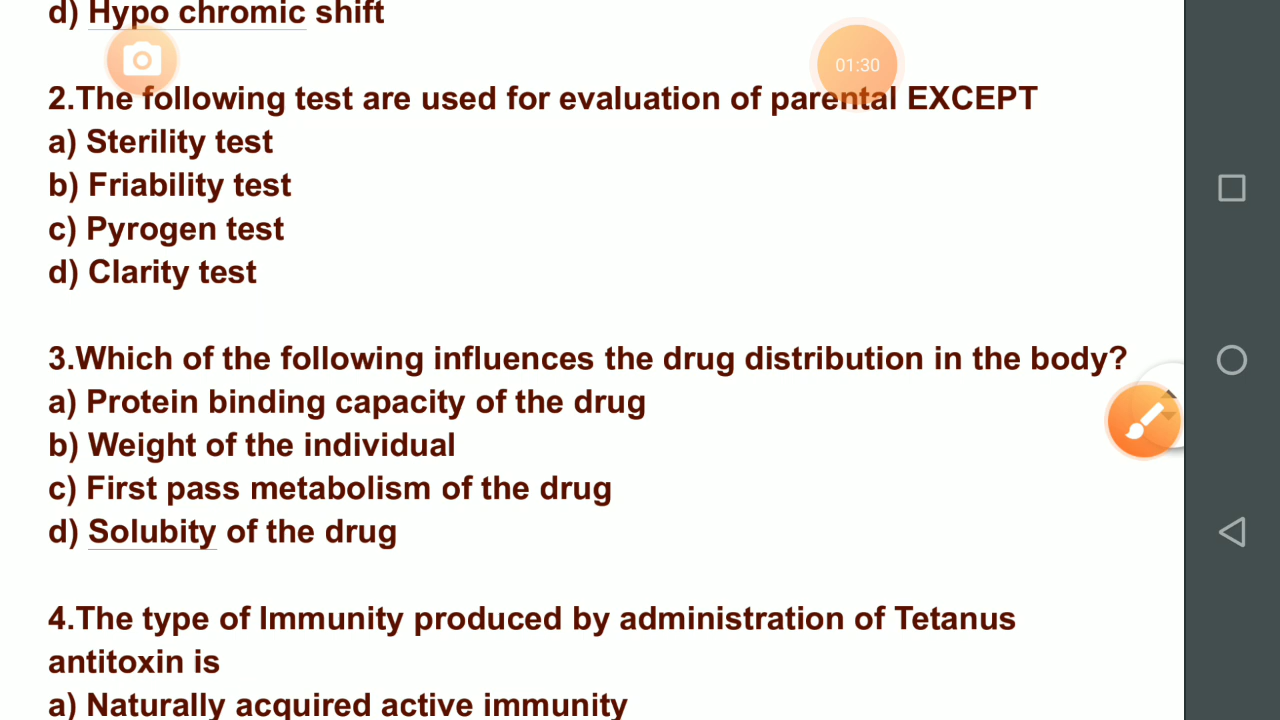 d) Hypo chromic shift
01:30
2.The following test are used for evaluation of parental EXCEPT
a) Sterility test
b) Friability test
c) Pyrogen test
d) Clarity test
3.Which of the following influences the drug distribution in the body?
a) Protein binding capacity of the drug
b) Weight of the individual
c) First pass metabolism of the drug
d) Solubity of the drug
4.The type of Immunity produced by administration of Tetanus
antitoxin is
a) Naturally acquired active immunity